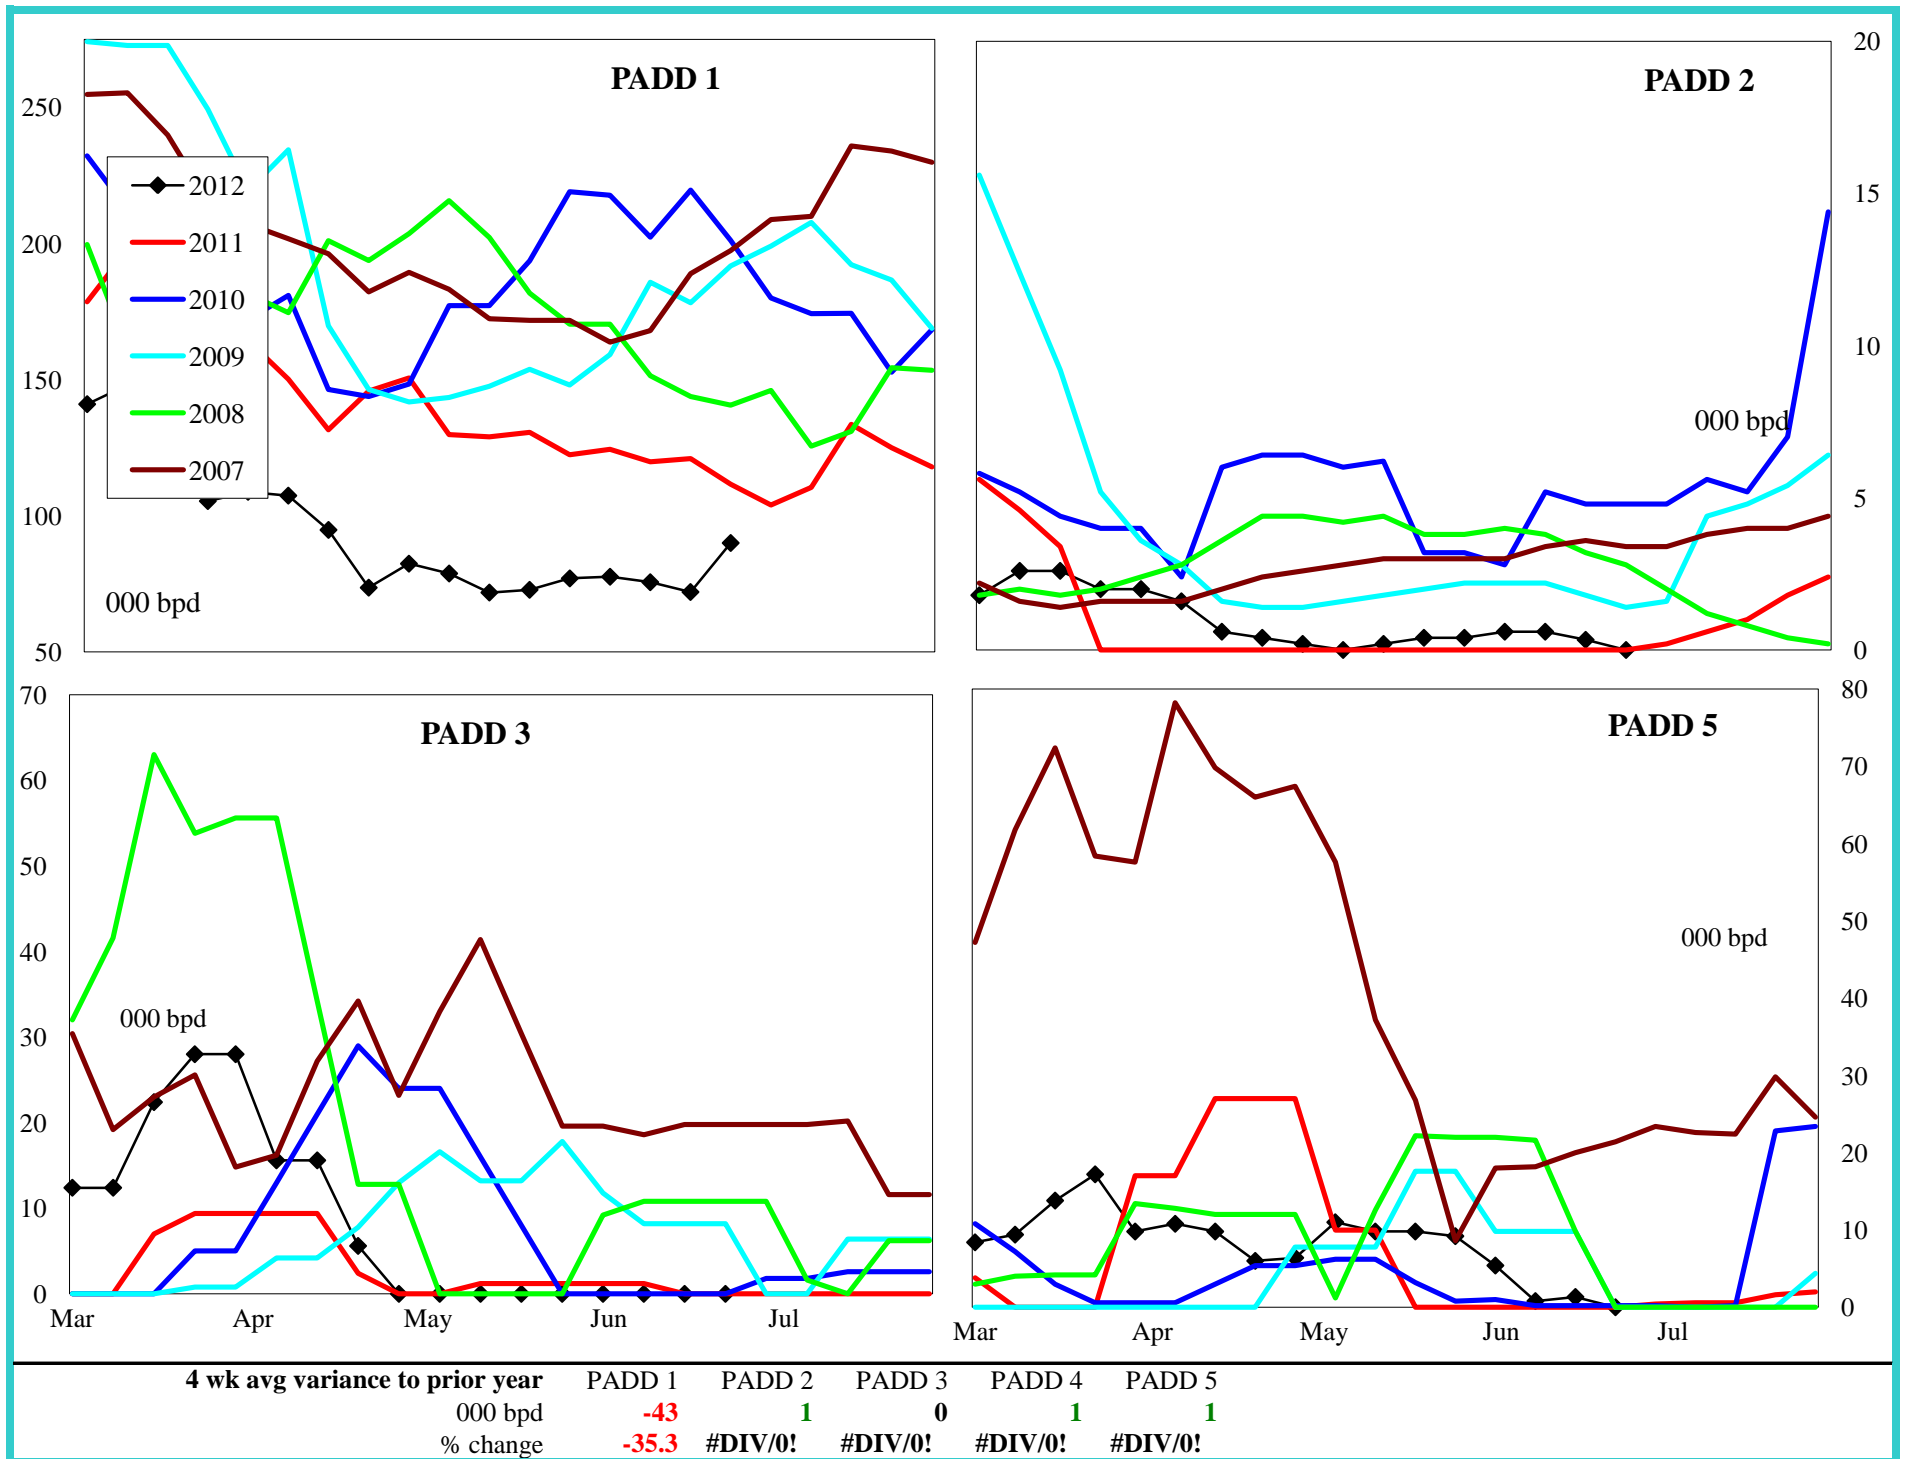 PADD 1
250
200
150
100
50
2012
2011
2010
2009
2008
2007
000 bpd
PADD 2
20
15
10
5
0
000 bpd
PADD 3
70
60
50
40
30
20
10
0
000 bpd
Mar Apr May Jun Jul
PADD 5
80
70
60
50
40
30
20
10
0
000 bpd
Mar Apr May Jun Jul
4 wk avg variance to prior year PADD 1 PADD 2 PADD 3 PADD 4 PADD 5
000 bpd -43 1 0 1 1
% change -35.3 #DIV/0! #DIV/0! #DIV/0! #DIV/0!